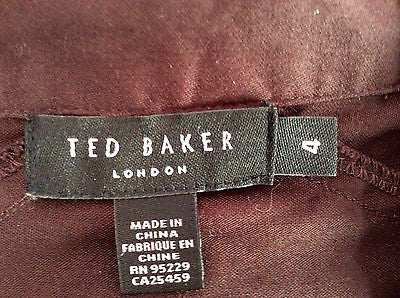 TED BAKER
LONDON
4
MADE IN
CHINA
FABRIQUE EN
CHINE
RN 95229
CA25459